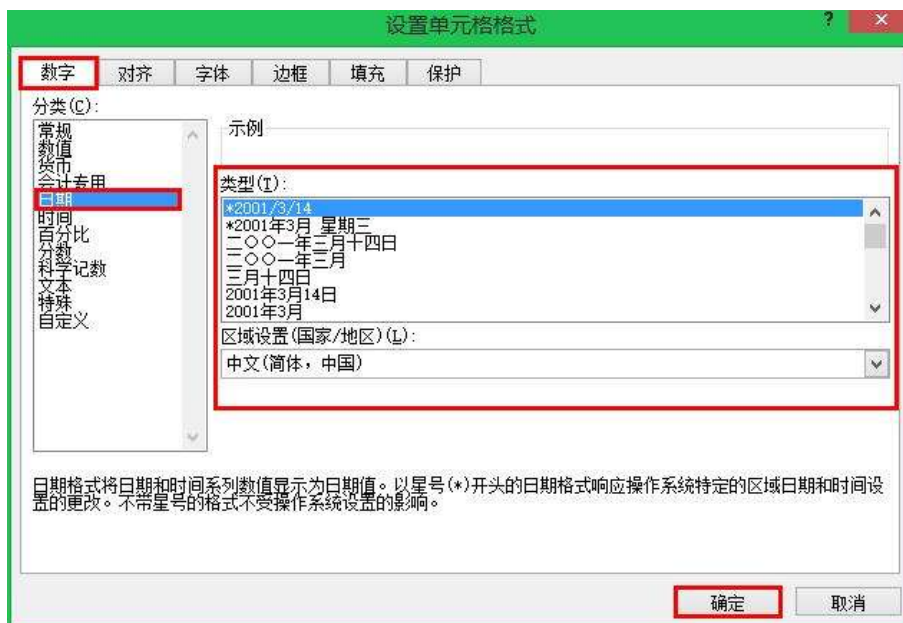 设置单元格格式
?
×
数字 对齐 字体 边框 填充 保护
分类(C):
常规
数值
货币
会计专用
日期
时间
百分比
分数
科学记数
文本
特殊
自定义
示例
类型(T):
*2001/3/14
*2001年3月 星期三
二○○一年三月十四日
二○○一年三月
三月十四日
2001年3月14日
2001年3月
区域设置(国家/地区)(L):
中文(简体，中国)
日期格式将日期和时间系列数值显示为日期值。以星号(*)开头的日期格式响应操作系统特定的区域日期和时间设
置的更改。不带星号的格式不受操作系统设置的影响。
确定 取消